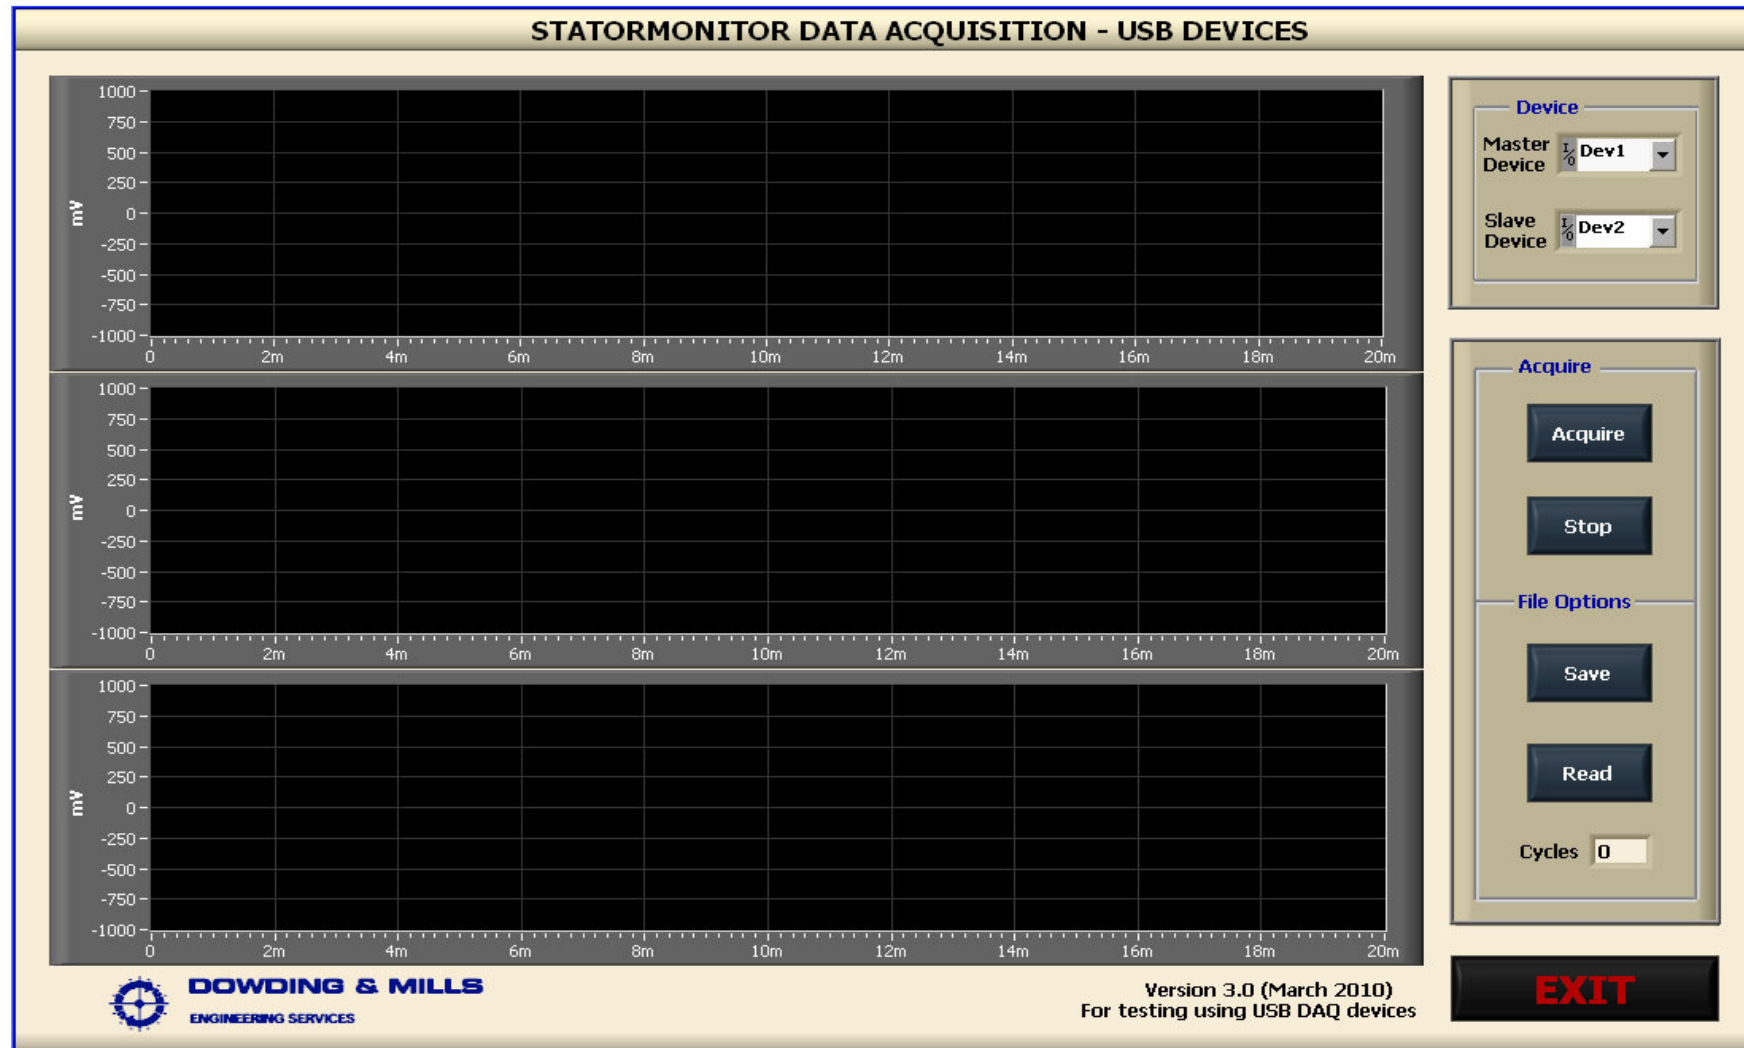 STATORMONITOR DATA ACQUISITION - USB DEVICES
1000
750
500
250
0
-250
-500
-750
-1000
mV
0 2m 4m 6m 8m 10m 12m 14m 16m 18m 20m
1000
750
500
250
0
-250
-500
-750
-1000
mV
0 2m 4m 6m 8m 10m 12m 14m 16m 18m 20m
1000
750
500
250
0
-250
-500
-750
-1000
mV
0 2m 4m 6m 8m 10m 12m 14m 16m 18m 20m
Device
Master
Device
I/O Dev1
Slave
Device
I/O Dev2
Acquire
Acquire
Stop
File Options
Save
Read
Cycles 0
DOWDING & MILLS
ENGINEERING SERVICES
Version 3.0 (March 2010)
For testing using USB DAQ devices
EXIT